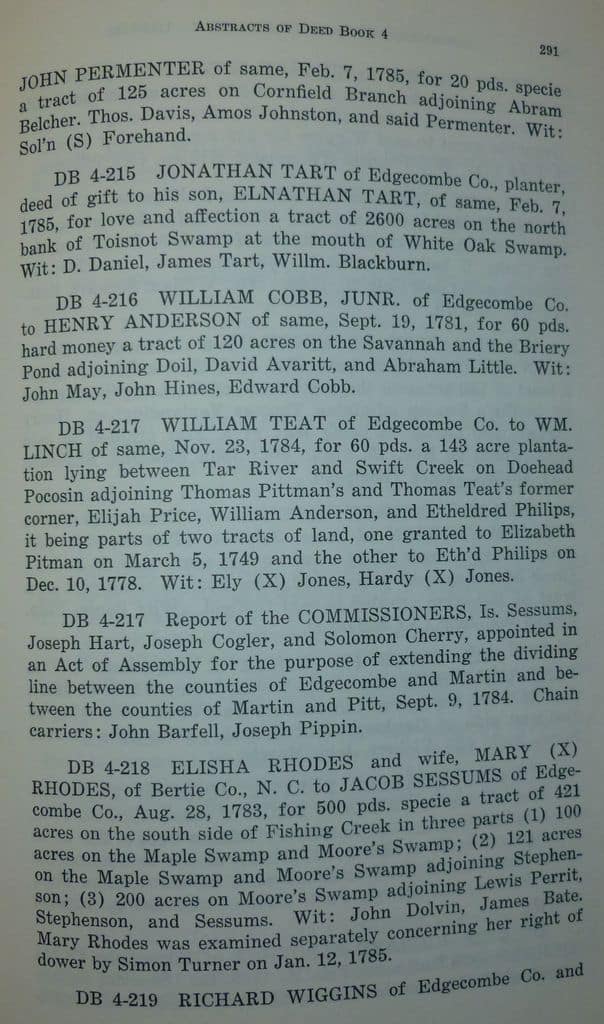 ABSTRACTS OF DEED BOOK 4
291
JOHN PERMENTER of same, Feb. 7, 1785, for 20 pds. specie
a tract of 125 acres on Cornfield Branch adjoining Abram
Belcher. Thos. Davis, Amos Johnston, and said Permenter. Wit:
Sol'n (S) Forehand.
DB 4-215 JONATHAN TART of Edgecombe Co., planter,
deed of gift to his son, ELNATHAN TART, of same, Feb. 7,
1785, for love and affection a tract of 2600 acres on the north
bank of Toisnot Swamp at the mouth of White Oak Swamp.
Wit: D. Daniel, James Tart, Willm. Blackburn.
DB 4-216 WILLIAM COBB, JUNR. of Edgecombe Co.
to HENRY ANDERSON of same, Sept. 19, 1781, for 60 pds.
hard money a tract of 120 acres on the Savannah and the Briery
Pond adjoining Doil, David Avaritt, and Abraham Little. Wit:
John May, John Hines, Edward Cobb.
DB 4-217 WILLIAM TEAT of Edgecombe Co. to WM.
LINCH of same, Nov. 23, 1784, for 60 pds. a 143 acre planta-
tion lying between Tar River and Swift Creek on Doehead
Pocosin adjoining Thomas Pittman's and Thomas Teat's former
corner, Elijah Price, William Anderson, and Etheldred Philips,
it being parts of two tracts of land, one granted to Elizabeth
Pitman on March 5, 1749 and the other to Eth'd Philips on
Dec. 10, 1778. Wit: Ely (X) Jones, Hardy (X) Jones.
DB 4-217 Report of the COMMISSIONERS, Is. Sessums,
Joseph Hart, Joseph Cogler, and Solomon Cherry, appointed in
an Act of Assembly for the purpose of extending the dividing
line between the counties of Edgecombe and Martin and be-
tween the counties of Martin and Pitt, Sept. 9, 1784. Chain
carriers: John Barfell, Joseph Pippin.
DB 4-218 ELISHA RHODES and wife, MARY (X)
RHODES, of Bertie Co., N. C. to JACOB SESSUMS of Edge-
combe Co., Aug. 28, 1783, for 500 pds. specie a tract of 421
acres on the south side of Fishing Creek in three parts (1) 100
acres on the Maple Swamp and Moore's Swamp; (2) 121 acres
on the Maple Swamp and Moore's Swamp adjoining Stephen-
son; (3) 200 acres on Moore's Swamp adjoining Lewis Perrit,
Stephenson, and Sessums. Wit: John Dolvin, James Bate.
Mary Rhodes was examined separately concerning her right of
dower by Simon Turner on Jan. 12, 1785.
DB 4-219 RICHARD WIGGINS of Edgecombe Co. and